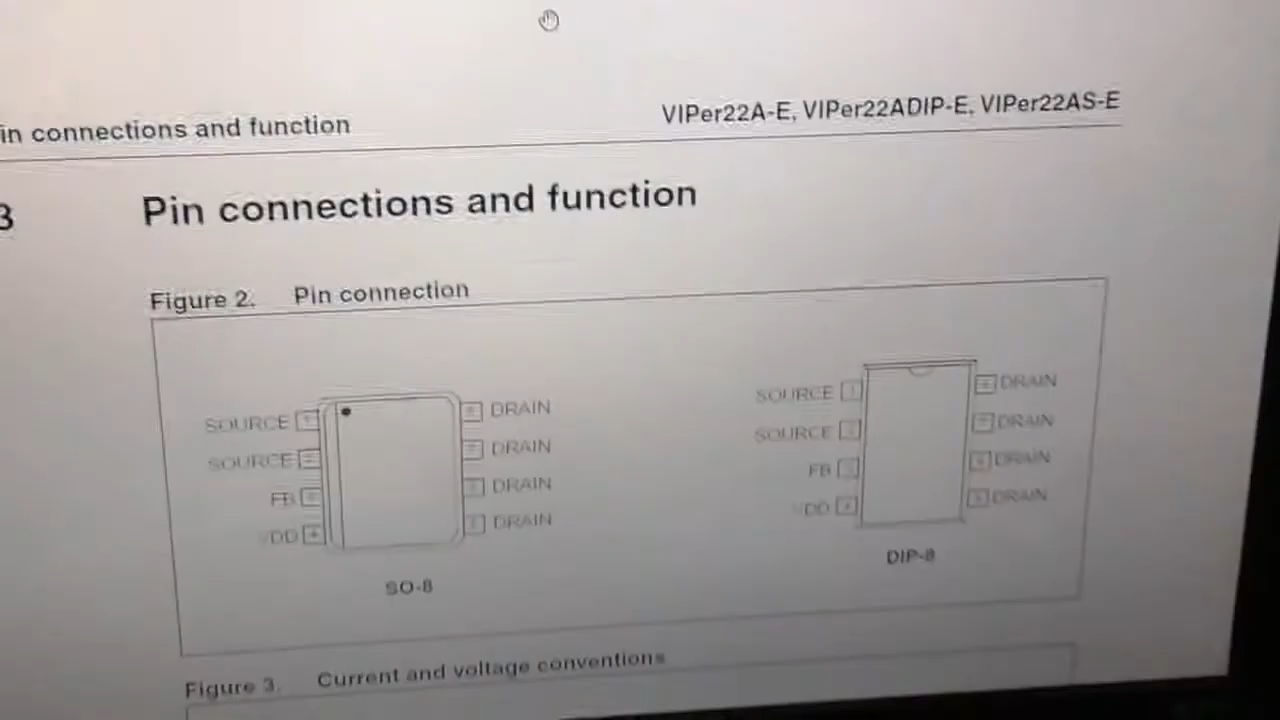 in connections and function
VIPer22A-E, VIPer22ADIP-E, VIPer22AS-E
3 Pin connections and function
Figure 2. Pin connection
SOURCE
SOURCE
FB
VDD
DRAIN
DRAIN
DRAIN
DRAIN
SO-8
SOURCE
SOURCE
FB
VDD
DRAIN
DRAIN
DRAIN
DRAIN
DIP-8
Figure 3. Current and voltage conventions